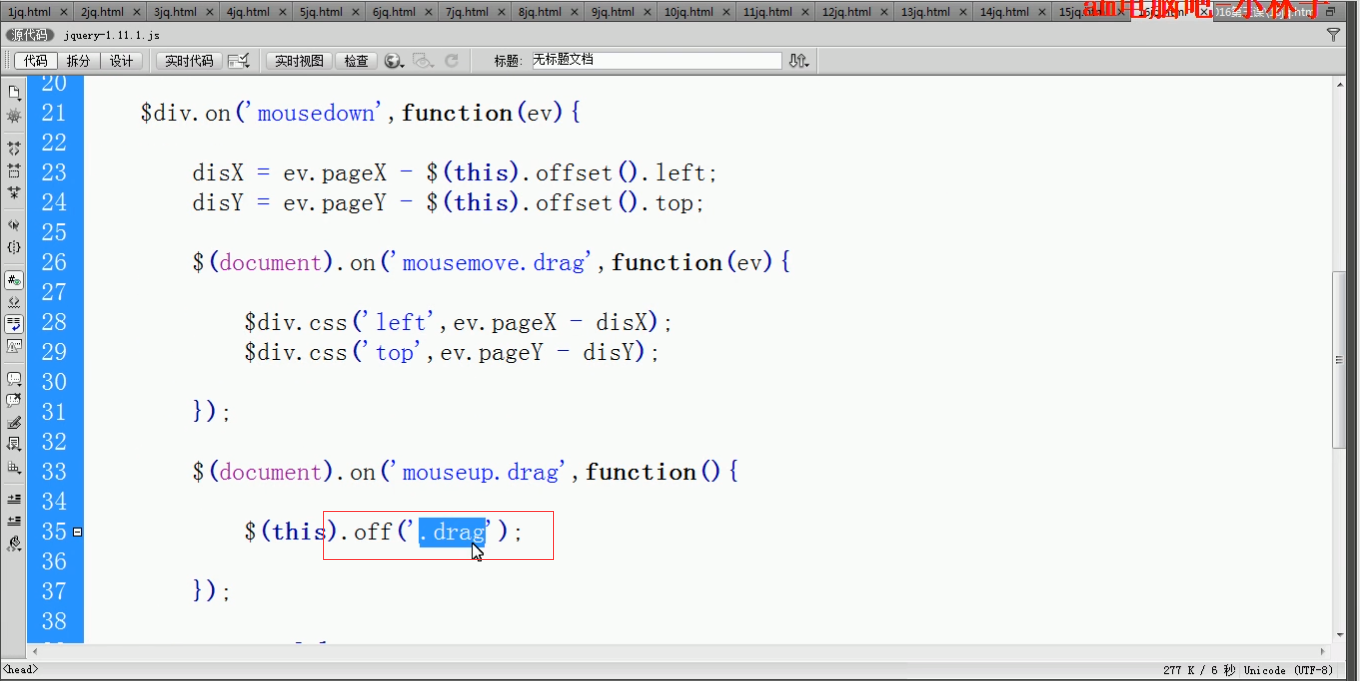 1jq.html × 2jq.html × 3jq.html × 4jq.html × 5jq.html × 6jq.html × 7jq.html × 8jq.html × 9jq.html × 10jq.html × 11jq.html × 12jq.html × 13jq.html × 14jq.html ×
电脑吧-小林子
源代码 jquery-1.11.1.js
代码 拆分 设计 实时代码 实时视图 检查 标题: 无标题文档
20
21 $div.on('mousedown',function(ev){
22
23 disX = ev.pageX - $(this).offset().left;
24 disY = ev.pageY - $(this).offset().top;
25
26 $(document).on('mousemove.drag',function(ev){
27
28 $div.css('left',ev.pageX - disX);
29 $div.css('top',ev.pageY - disY);
30
31 });
32
33 $(document).on('mouseup.drag',function(){
34
35 $(this).off('.drag');
36
37 });
38
<head> 277 K / 6 秒 Unicode (UTF-8)